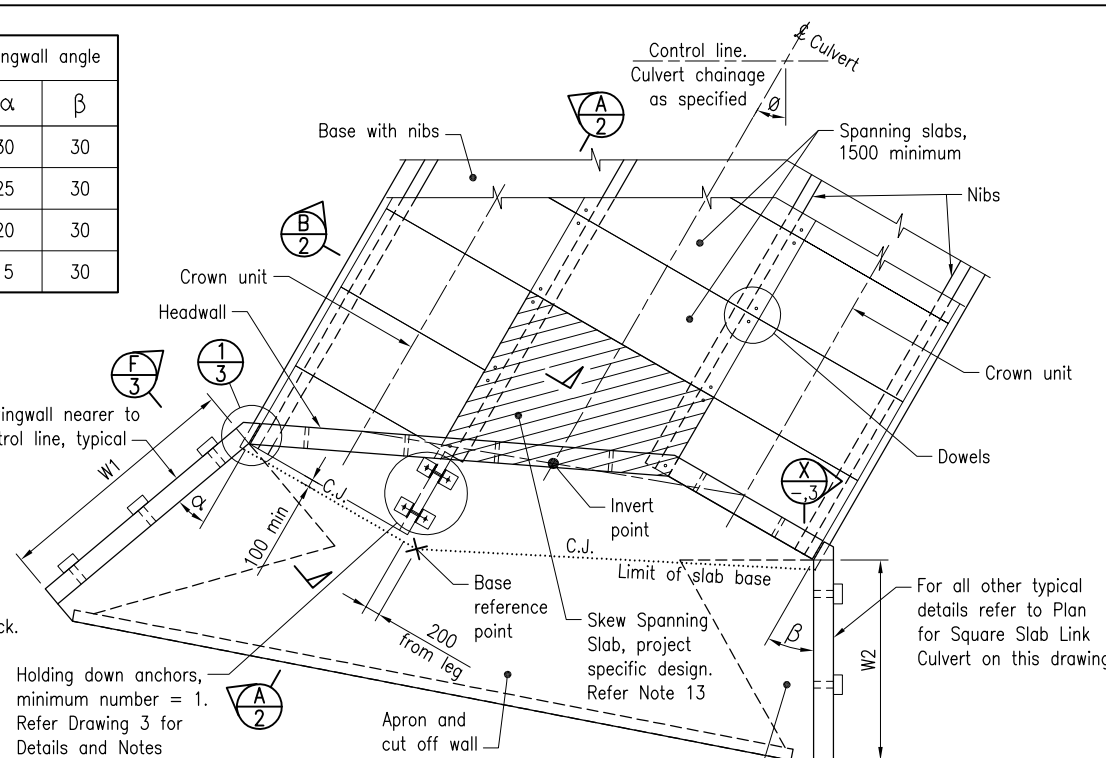 ingwall angle
α β
30 30
25 30
20 30
15 30
Control line.
Culvert chainage
as specified
℄ Culvert
Ø
A
2
Base with nibs
Spanning slabs,
1500 minimum
Nibs
B
2
Crown unit
Headwall
F
3
1
3
ingwall nearer to
trol line, typical
W1
α
100 min
C.J.
Crown unit
Dowels
X
-,3
Invert
point
C.J.
Limit of slab base
Base
reference
point
200
from leg
Skew Spanning
Slab, project
specific design.
Refer Note 13
β
W2
For all other typical
details refer to Plan
for Square Slab Link
Culvert on this drawing
ck.
Holding down anchors,
minimum number = 1.
Refer Drawing 3 for
Details and Notes
A
2
Apron and
cut off wall